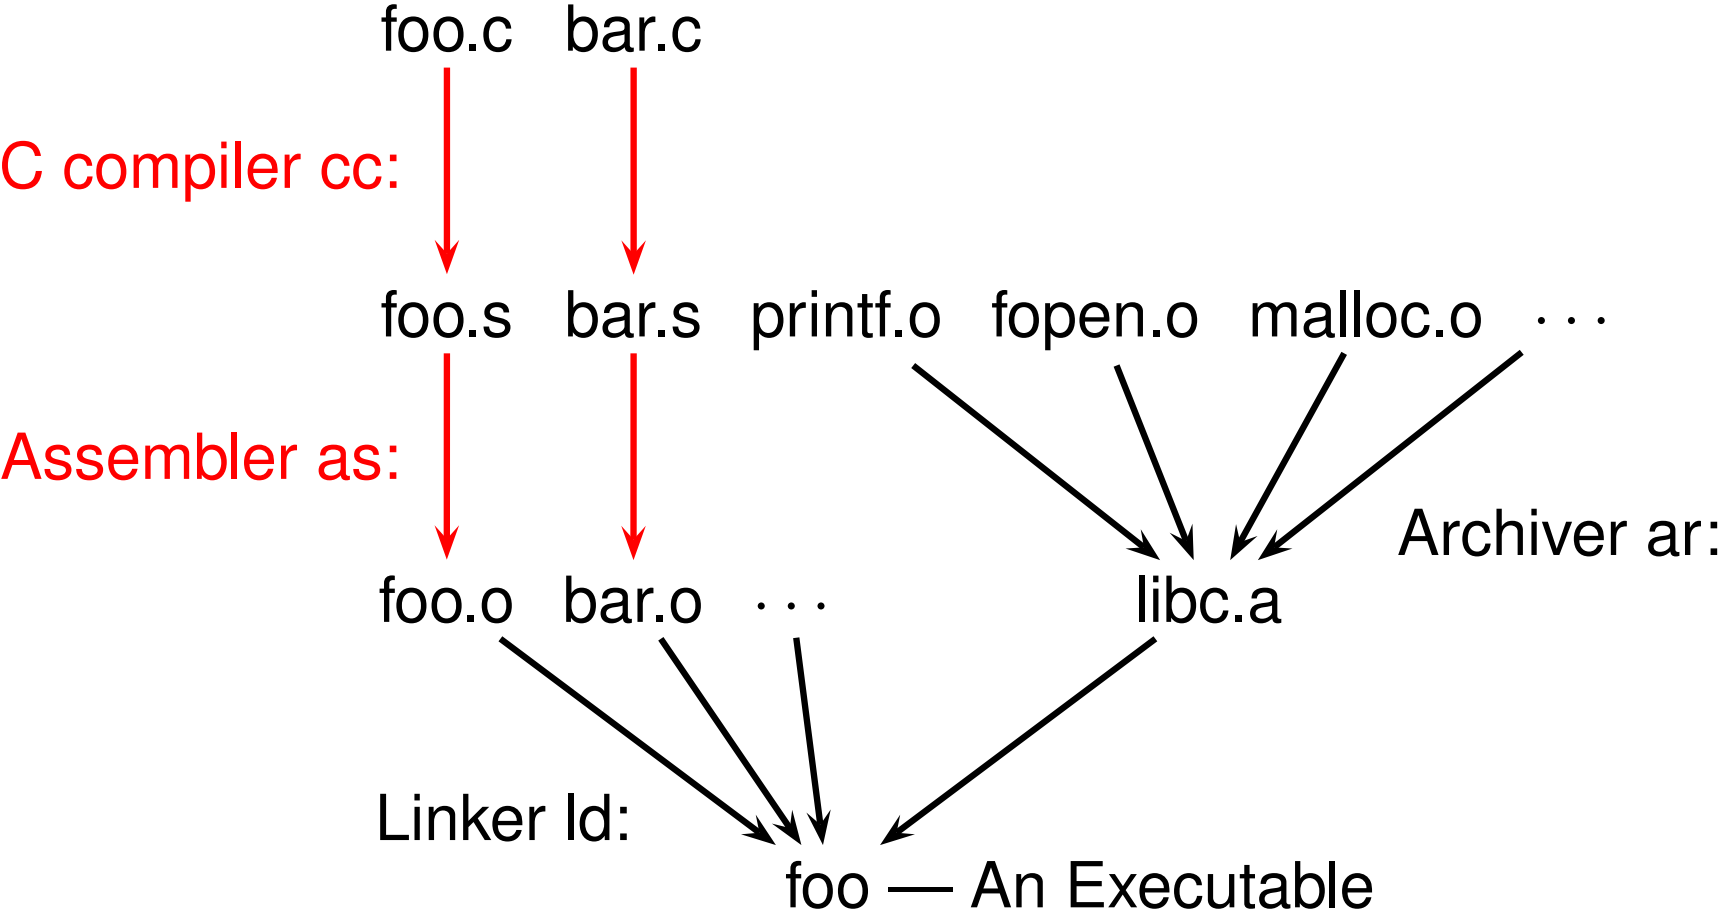 foo.c bar.c
C compiler cc:
foo.s bar.s printf.o fopen.o malloc.o · · ·
Assembler as:
Archiver ar:
foo.o bar.o · · · libc.a
Linker ld:
foo — An Executable